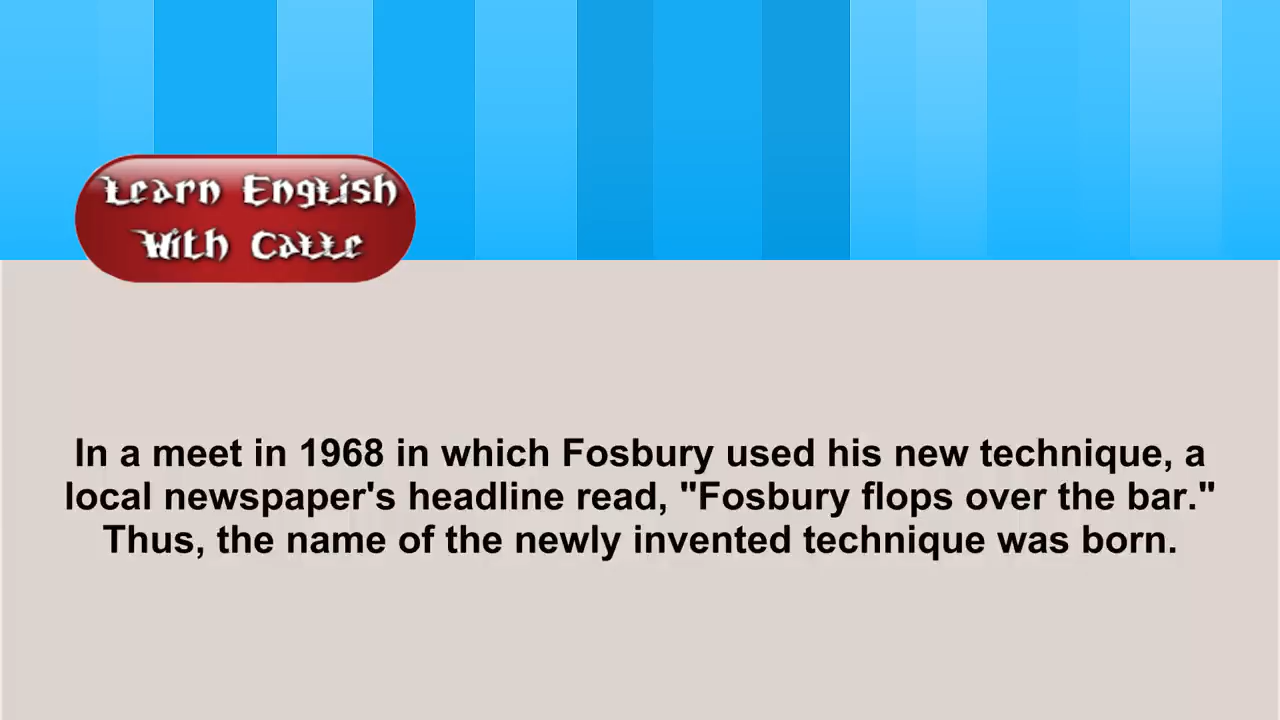 Learn English
With Calle
In a meet in 1968 in which Fosbury used his new technique, a
local newspaper's headline read, "Fosbury flops over the bar."
Thus, the name of the newly invented technique was born.